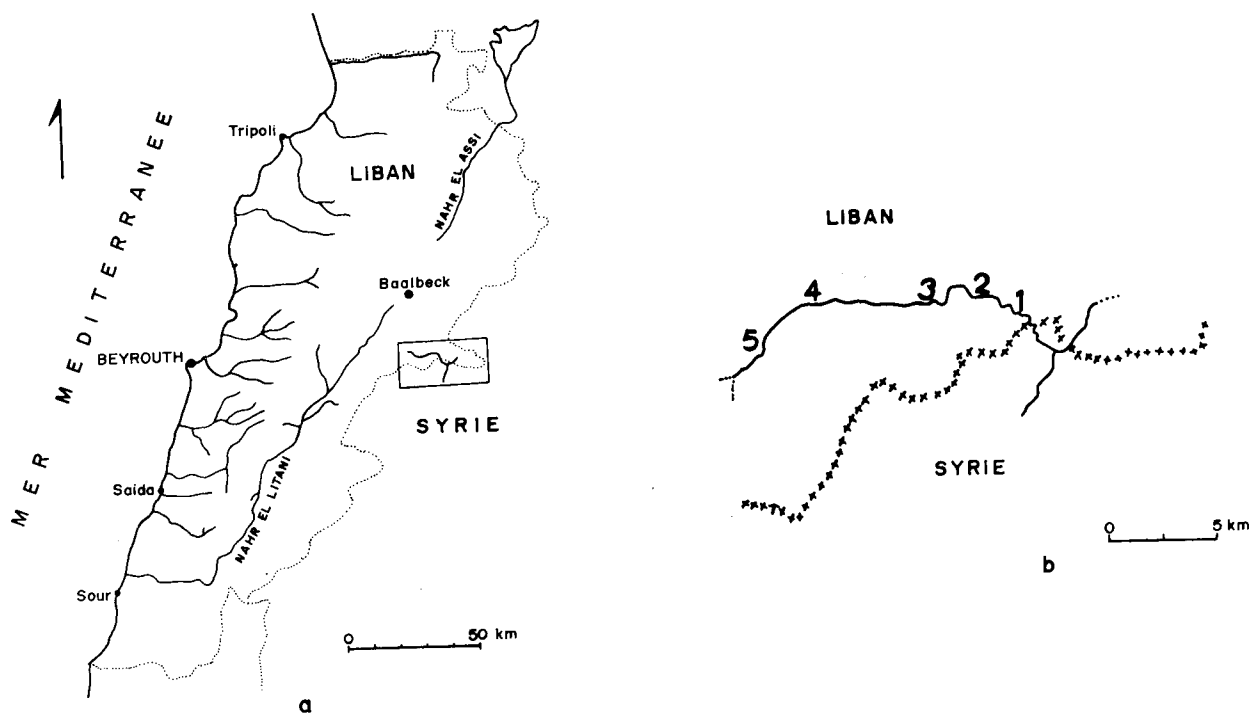 MER MEDITERRANEE
Tripoli
LIBAN
NAHR EL ASSI
Baalbeck
BEYROUTH
SYRIE
Saida
NAHR EL LITANI
Sour
0 50 km
a
LIBAN
5 4 3 2 1
SYRIE
0 5 km
b